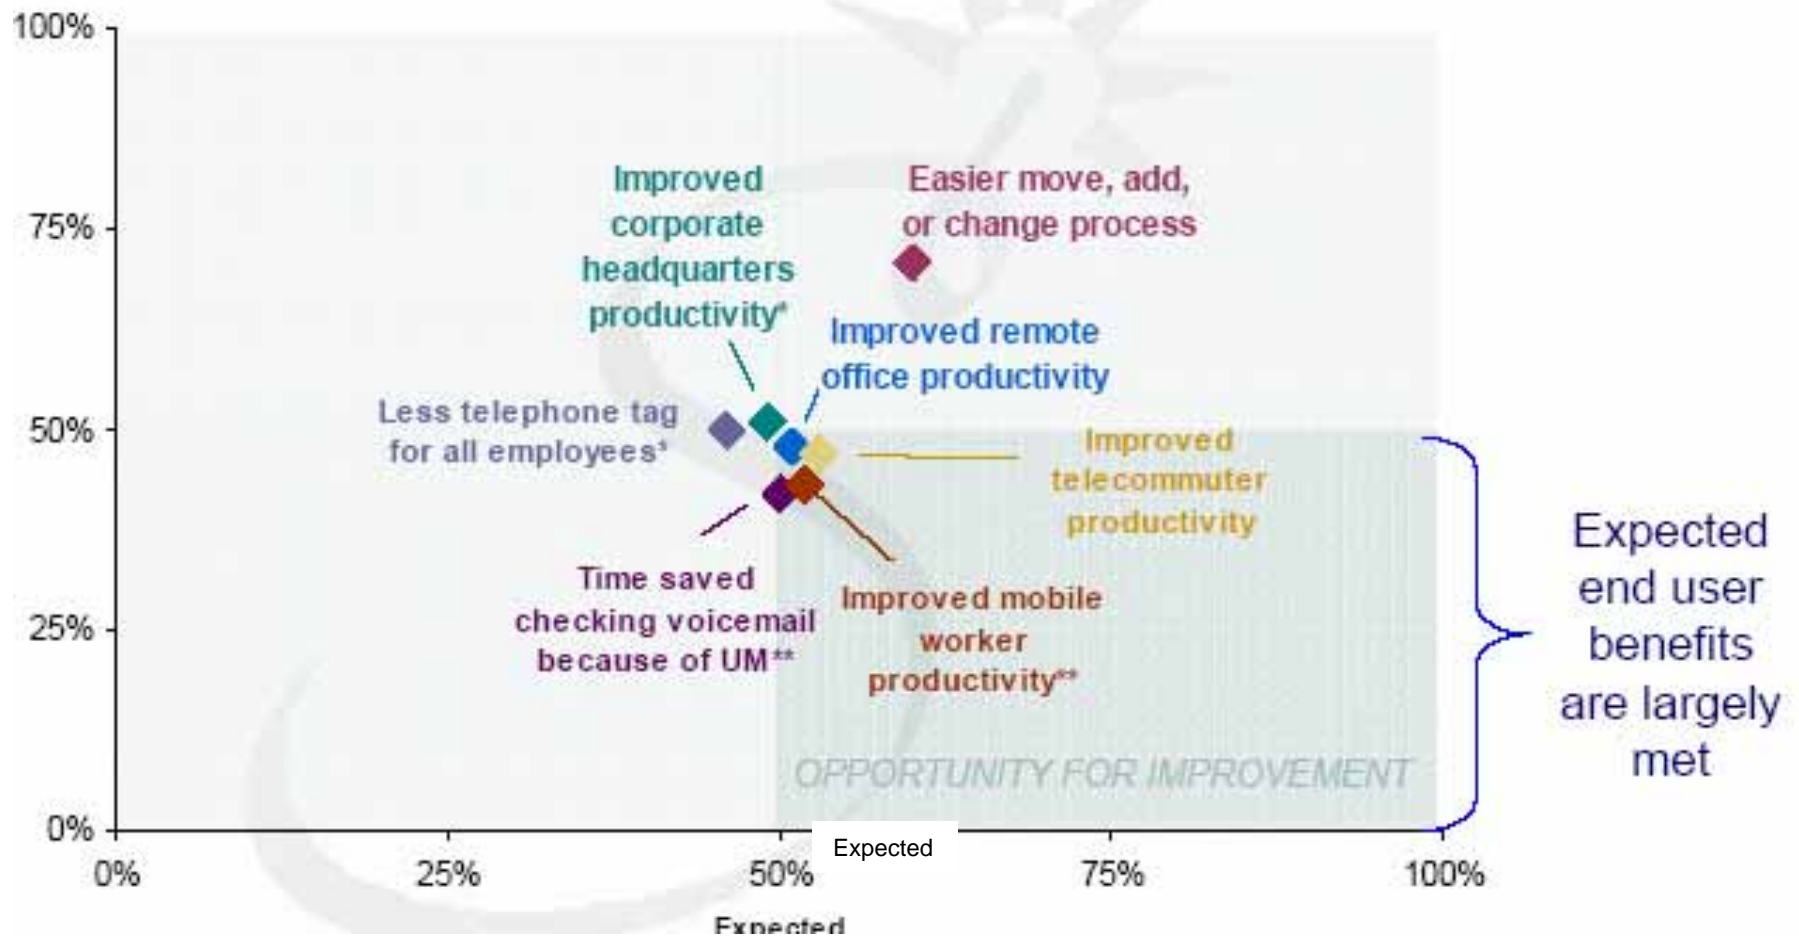 100%
75%
50%
25%
0%
Improved
corporate
headquarters
productivity*
Easier move, add,
or change process
Improved remote
office productivity
Less telephone tag
for all employees*
Improved
telecommuter
productivity
Time saved
checking voicemail
because of UM**
Improved mobile
worker
productivity**
OPPORTUNITY FOR IMPROVEMENT
Expected
end user
benefits
are largely
met
0%
25%
50%
75%
100%
Expected
Expected